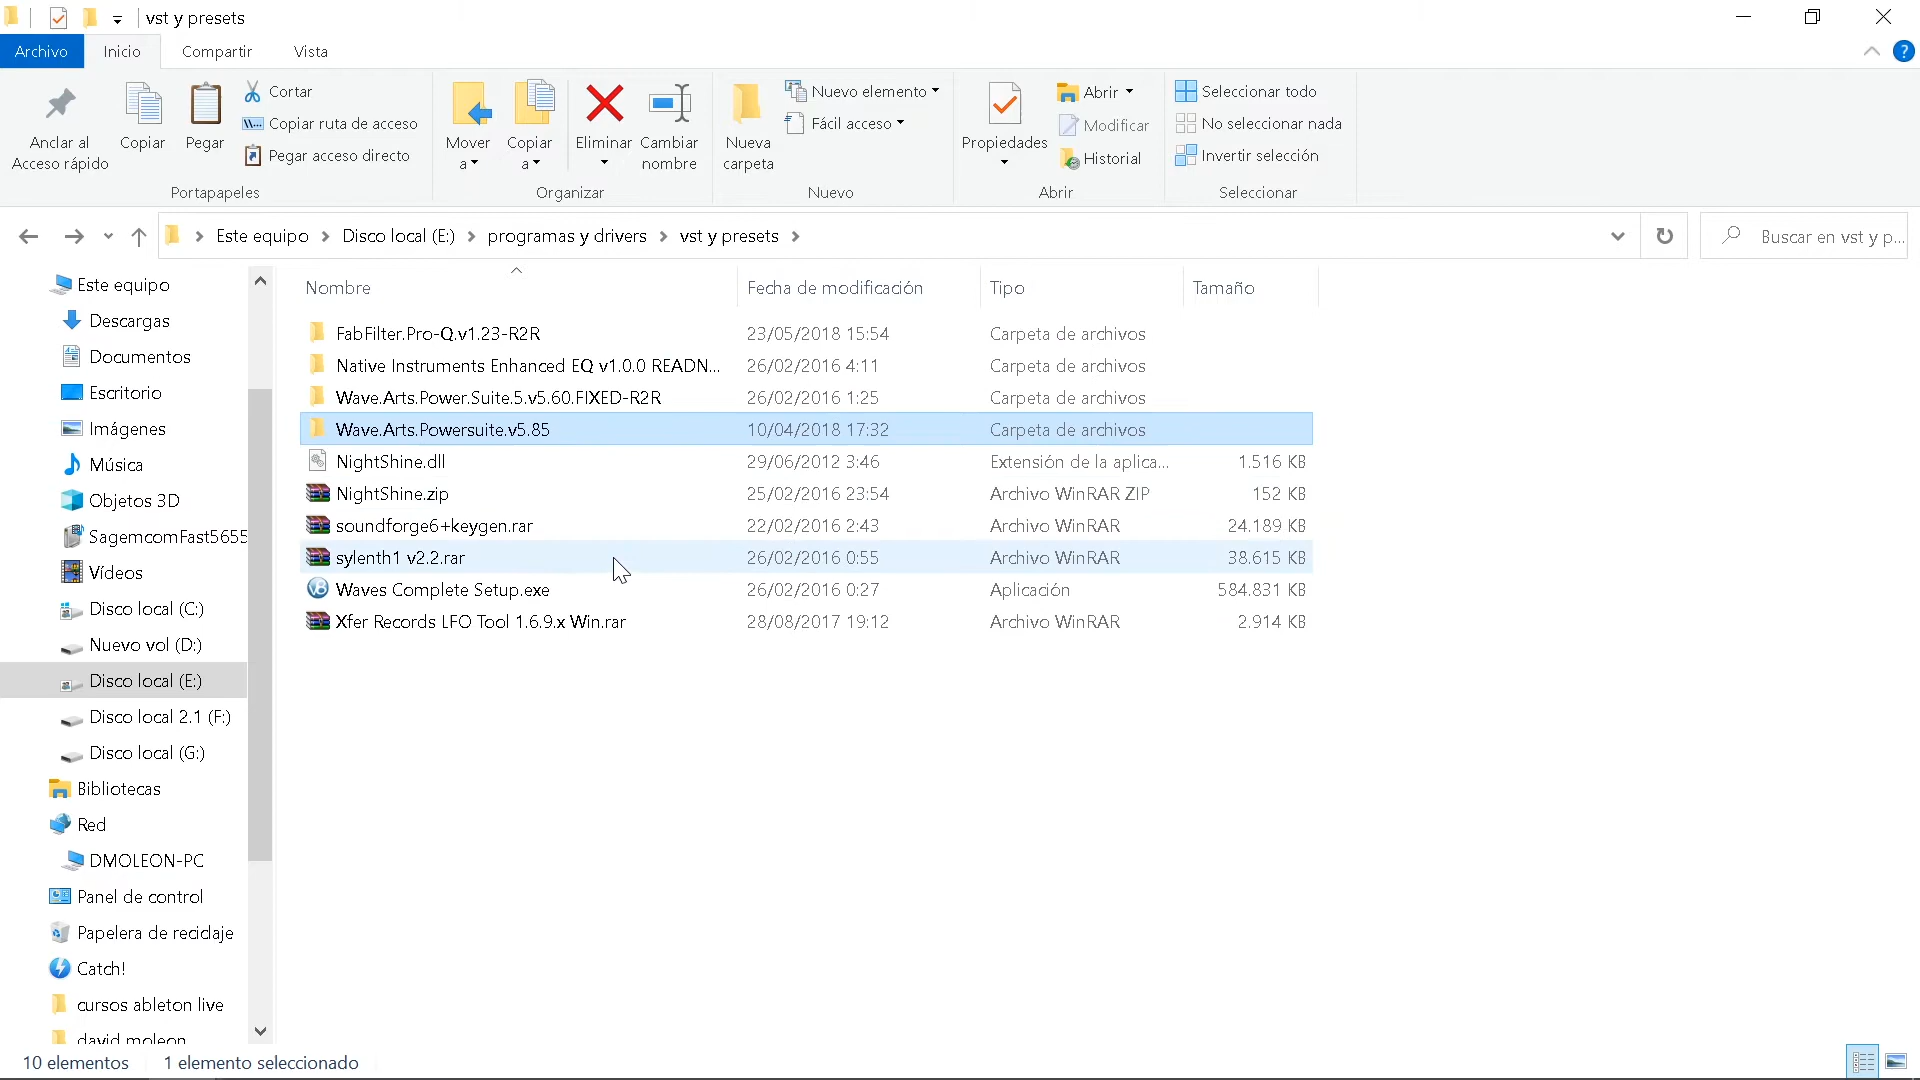 vst y presets
Archivo Inicio Compartir Vista
?
Anclar al
Acceso rápido
Copiar
Pegar
Cortar
Copiar ruta de acceso
Pegar acceso directo
Portapapeles
Mover
a
Copiar
a
Eliminar
Cambiar
nombre
Organizar
Nueva
carpeta
Nuevo elemento
Fácil acceso
Nuevo
Propiedades
Abrir
Modificar
Historial
Abrir
Seleccionar todo
No seleccionar nada
Invertir selección
Seleccionar
Este equipo > Disco local (E:) > programas y drivers > vst y presets >
Buscar en vst y p...
Este equipo
Descargas
Documentos
Escritorio
Imágenes
Música
Objetos 3D
SagemcomFast5655
Vídeos
Disco local (C:)
Nuevo vol (D:)
Disco local (E:)
Disco local 2.1 (F:)
Disco local (G:)
Bibliotecas
Red
DMOLEON-PC
Panel de control
Papelera de reciclaje
Catch!
cursos ableton live
david moleon
Nombre Fecha de modificación Tipo Tamaño
FabFilter.Pro-Q.v1.23-R2R 23/05/2018 15:54 Carpeta de archivos
Native Instruments Enhanced EQ v1.0.0 READN... 26/02/2016 4:11 Carpeta de archivos
Wave.Arts.Power.Suite.5.v5.60.FIXED-R2R 26/02/2016 1:25 Carpeta de archivos
Wave.Arts.Powersuite.v5.85 10/04/2018 17:32 Carpeta de archivos
NightShine.dll 29/06/2012 3:46 Extensión de la aplica... 1.516 KB
NightShine.zip 25/02/2016 23:54 Archivo WinRAR ZIP 152 KB
soundforge6+keygen.rar 22/02/2016 2:43 Archivo WinRAR 24.189 KB
sylenth1 v2.2.rar 26/02/2016 0:55 Archivo WinRAR 38.615 KB
Waves Complete Setup.exe 26/02/2016 0:27 Aplicación 584.831 KB
Xfer Records LFO Tool 1.6.9.x Win.rar 28/08/2017 19:12 Archivo WinRAR 2.914 KB
10 elementos 1 elemento seleccionado